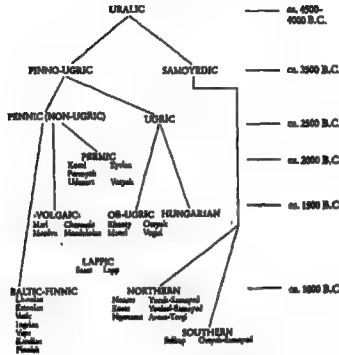 URALIC
ca. 4500-
4000 B.C.
FINNO-UGRIC SAMOYEDIC ca. 3500 B.C.
FENNIC (NON-UGRIC) UGRIC ca. 2500 B.C.
PERMIC ca. 2000 B.C.
Komi Zyrian
Permyak
Udmurt Votyak
-VOLGAIC- OB-UGRIC HUNGARIAN ca. 1500 B.C.
Mari Cheremis Khanty Ostyak
Mordva Mordvinian Mansi Vogul
LAPPIC
Saami Lapp
BALTIC-FINNIC NORTHERN ca. 1000 B.C.
Livonian Nenets Yurak-Samoyed
Estonian Enets Yenisei-Samoyed
Votic Nganasan Avam-Tavgi
Ingrian
Veps
Karelian
Finnish
SOUTHERN
Selkup Ostyak-Samoyed